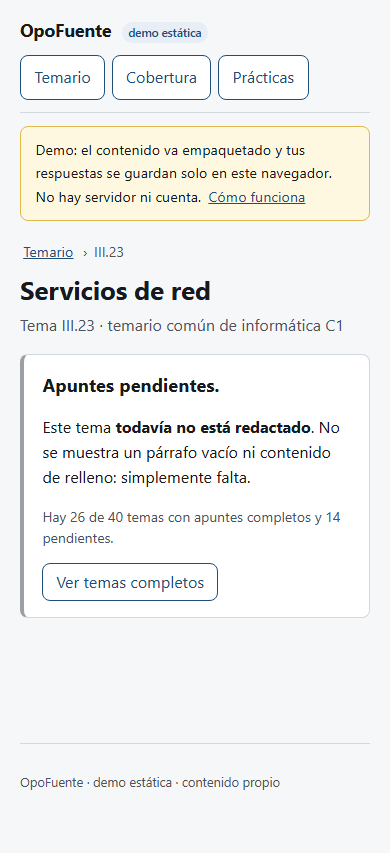 OpoFuente demo estática
Temario Cobertura Prácticas
Demo: el contenido va empaquetado y tus
respuestas se guardan solo en este navegador.
No hay servidor ni cuenta. Cómo funciona
Temario › III.23
Servicios de red
Tema III.23 · temario común de informática C1
Apuntes pendientes.
Este tema todavía no está redactado. No
se muestra un párrafo vacío ni contenido
de relleno: simplemente falta.
Hay 26 de 40 temas con apuntes completos y 14
pendientes.
Ver temas completos
OpoFuente · demo estática · contenido propio